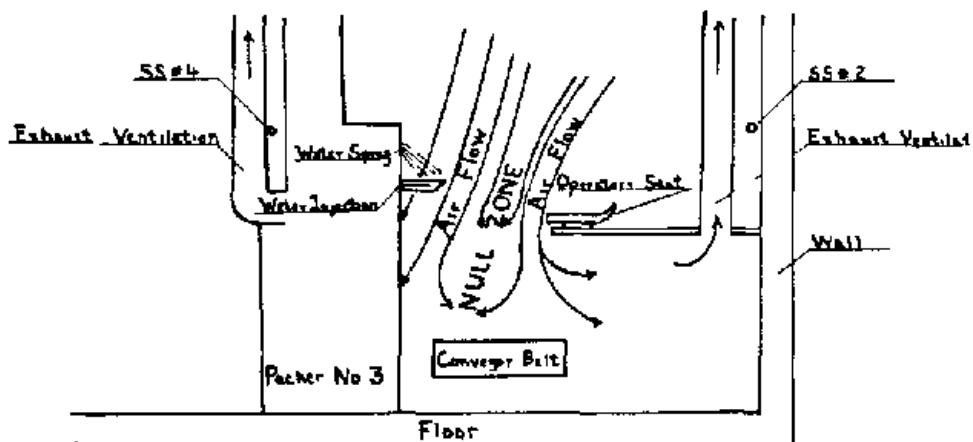 SS#4
SS#2
Exhaust Ventilation
Water Spray
Air Flow
Air Flow
Exhaust Ventilat
NULL ZONE
Operators Seat
Water Injection
Wall
Conveyor Belt
Packer No 3
Floor